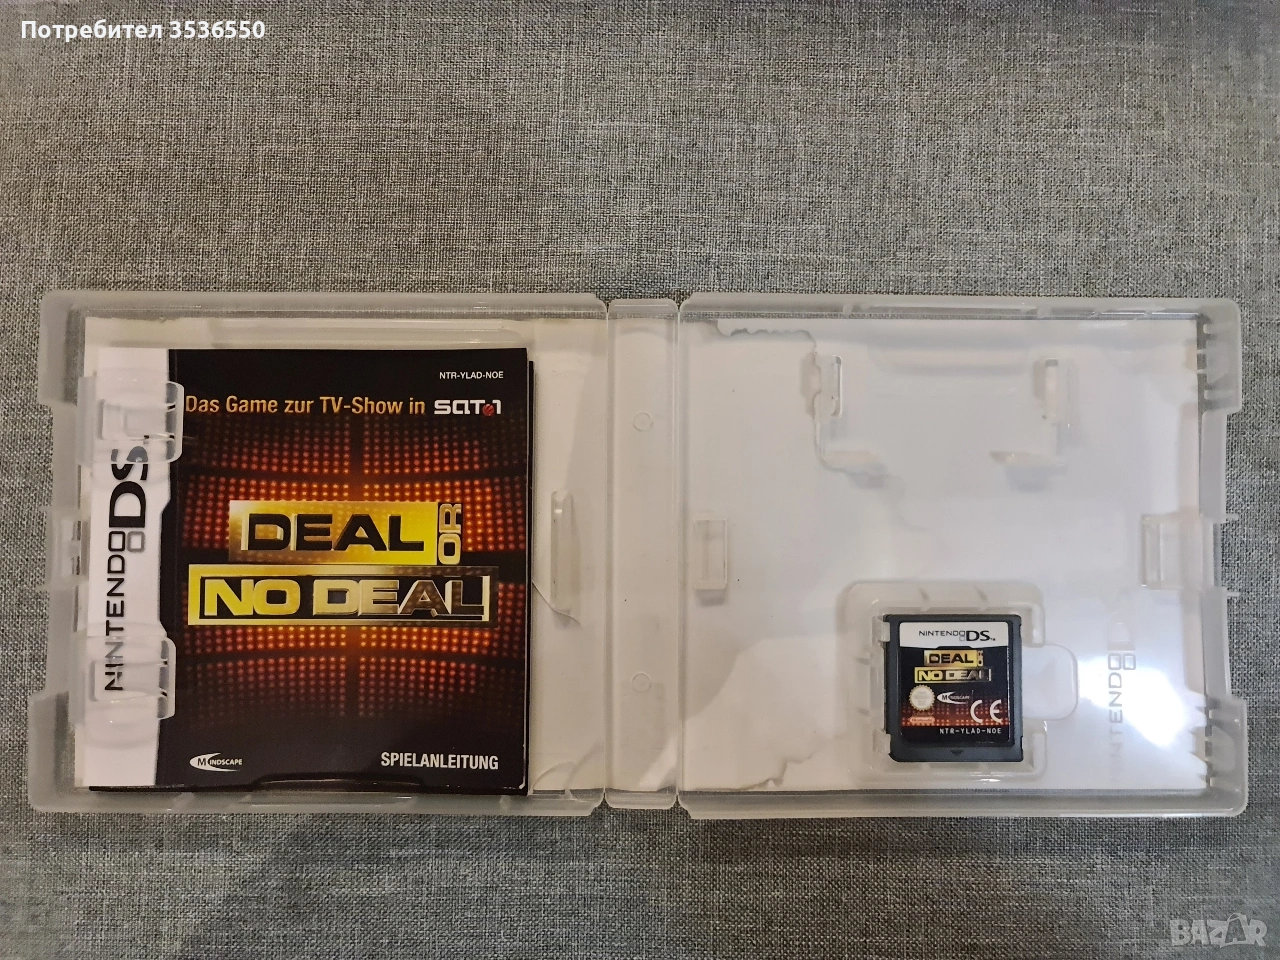 Потребител 3536550
NTR-YLAD-NOE
Das Game zur TV-Show in SAT.1
NINTENDO DS
DEAL OR
NO DEAL
MINDSCAPE
SPIELANLEITUNG
NINTENDO DS
DEAL OR
NO DEAL
MINDSCAPE
CE
NTR-YLAD-NOE
NINTENDO
BAZAR